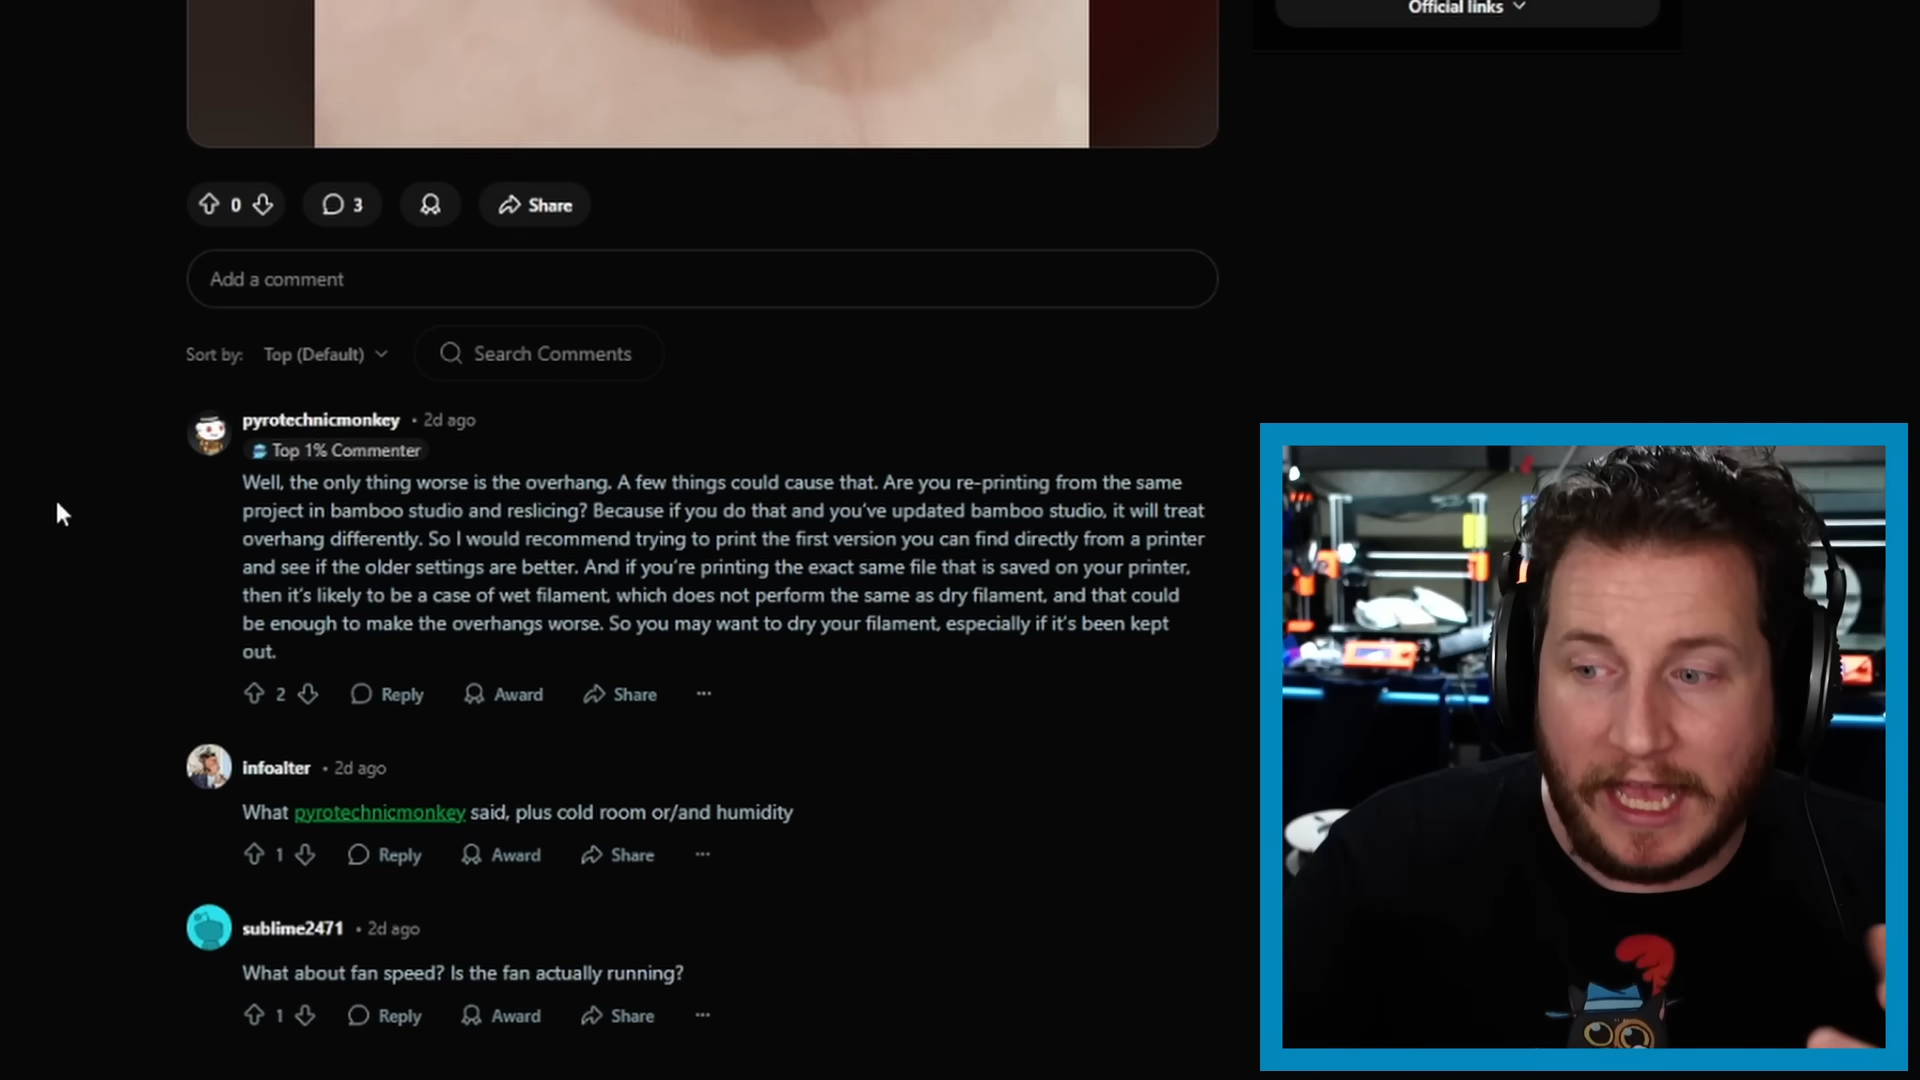 Official links
0
3
Share
Add a comment
Sort by: Top (Default)
Search Comments
pyrotechnicmonkey • 2d ago
Top 1% Commenter
Well, the only thing worse is the overhang. A few things could cause that. Are you re-printing from the same
project in bamboo studio and reslicing? Because if you do that and you've updated bamboo studio, it will treat
overhang differently. So I would recommend trying to print the first version you can find directly from a printer
and see if the older settings are better. And if you're printing the exact same file that is saved on your printer,
then it's likely to be a case of wet filament, which does not perform the same as dry filament, and that could
be enough to make the overhangs worse. So you may want to dry your filament, especially if it's been kept
out.
2 Reply Award Share ...
infoalter • 2d ago
What pyrotechnicmonkey said, plus cold room or/and humidity
1 Reply Award Share ...
sublime2471 • 2d ago
What about fan speed? Is the fan actually running?
1 Reply Award Share ...